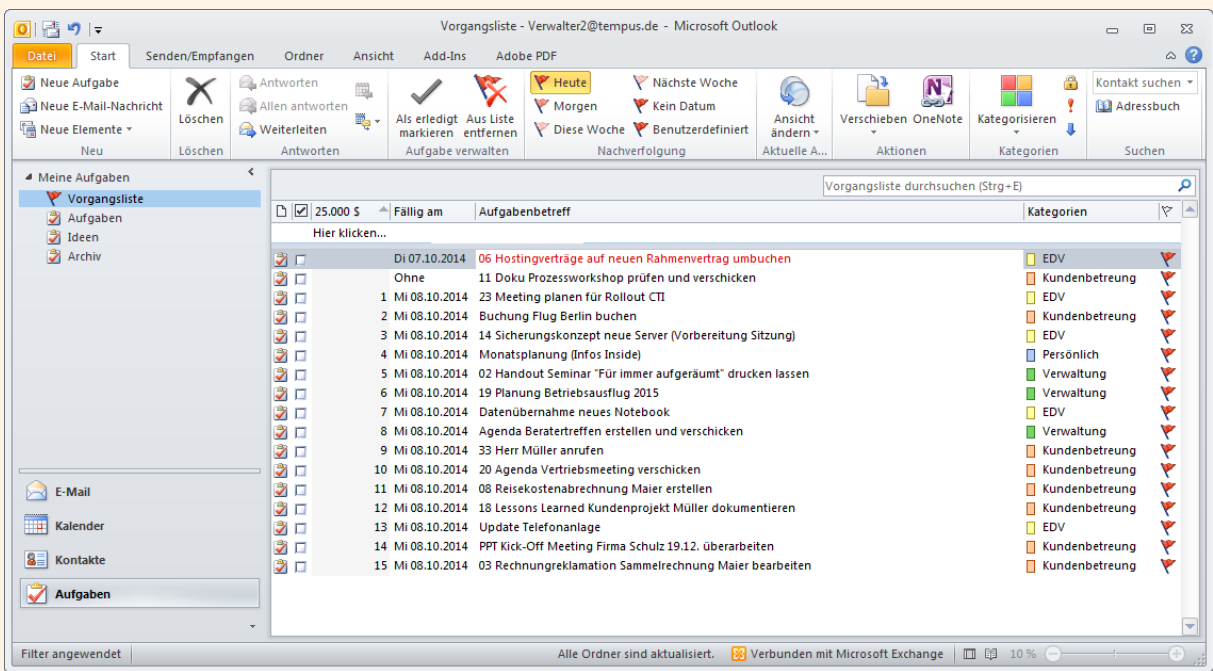 Vorgangsliste - Verwalter2@tempus.de - Microsoft Outlook
Datei Start Senden/Empfangen Ordner Ansicht Add-Ins Adobe PDF
Neue Aufgabe
Neue E-Mail-Nachricht
Neue Elemente
Neu
Löschen
Löschen
Antworten
Allen antworten
Weiterleiten
Antworten
Als erledigt markieren
Aus Liste entfernen
Aufgabe verwalten
Heute
Morgen
Diese Woche
Nächste Woche
Kein Datum
Benutzerdefiniert
Nachverfolgung
Ansicht ändern
Aktuelle A...
Verschieben
OneNote
Aktionen
Kategorisieren
Kategorien
Kontakt suchen
Adressbuch
Suchen
Meine Aufgaben
Vorgangsliste
Aufgaben
Ideen
Archiv
E-Mail
Kalender
Kontakte
Aufgaben
Vorgangsliste durchsuchen (Strg+E)
25.000 $ Fällig am Aufgabenbetreff Kategorien
Hier klicken...
Di 07.10.2014 06 Hostingverträge auf neuen Rahmenvertrag umbuchen EDV
Ohne 11 Doku Prozessworkshop prüfen und verschicken Kundenbetreung
1 Mi 08.10.2014 23 Meeting planen für Rollout CTI EDV
2 Mi 08.10.2014 Buchung Flug Berlin buchen Kundenbetreung
3 Mi 08.10.2014 14 Sicherungskonzept neue Server (Vorbereitung Sitzung) EDV
4 Mi 08.10.2014 Monatsplanung (Infos Inside) Persönlich
5 Mi 08.10.2014 02 Handout Seminar "Für immer aufgeräumt" drucken lassen Verwaltung
6 Mi 08.10.2014 19 Planung Betriebsausflug 2015 Verwaltung
7 Mi 08.10.2014 Datenübernahme neues Notebook EDV
8 Mi 08.10.2014 Agenda Beratertreffen erstellen und verschicken Verwaltung
9 Mi 08.10.2014 33 Herr Müller anrufen Kundenbetreung
10 Mi 08.10.2014 20 Agenda Vertriebsmeeting verschicken Kundenbetreung
11 Mi 08.10.2014 08 Reisekostenabrechnung Maier erstellen Kundenbetreung
12 Mi 08.10.2014 18 Lessons Learned Kundenprojekt Müller dokumentieren Kundenbetreung
13 Mi 08.10.2014 Update Telefonanlage EDV
14 Mi 08.10.2014 PPT Kick-Off Meeting Firma Schulz 19.12. überarbeiten Kundenbetreung
15 Mi 08.10.2014 03 Rechnungreklamation Sammelrechnung Maier bearbeiten Kundenbetreung
Filter angewendet Alle Ordner sind aktualisiert. Verbunden mit Microsoft Exchange 10 %